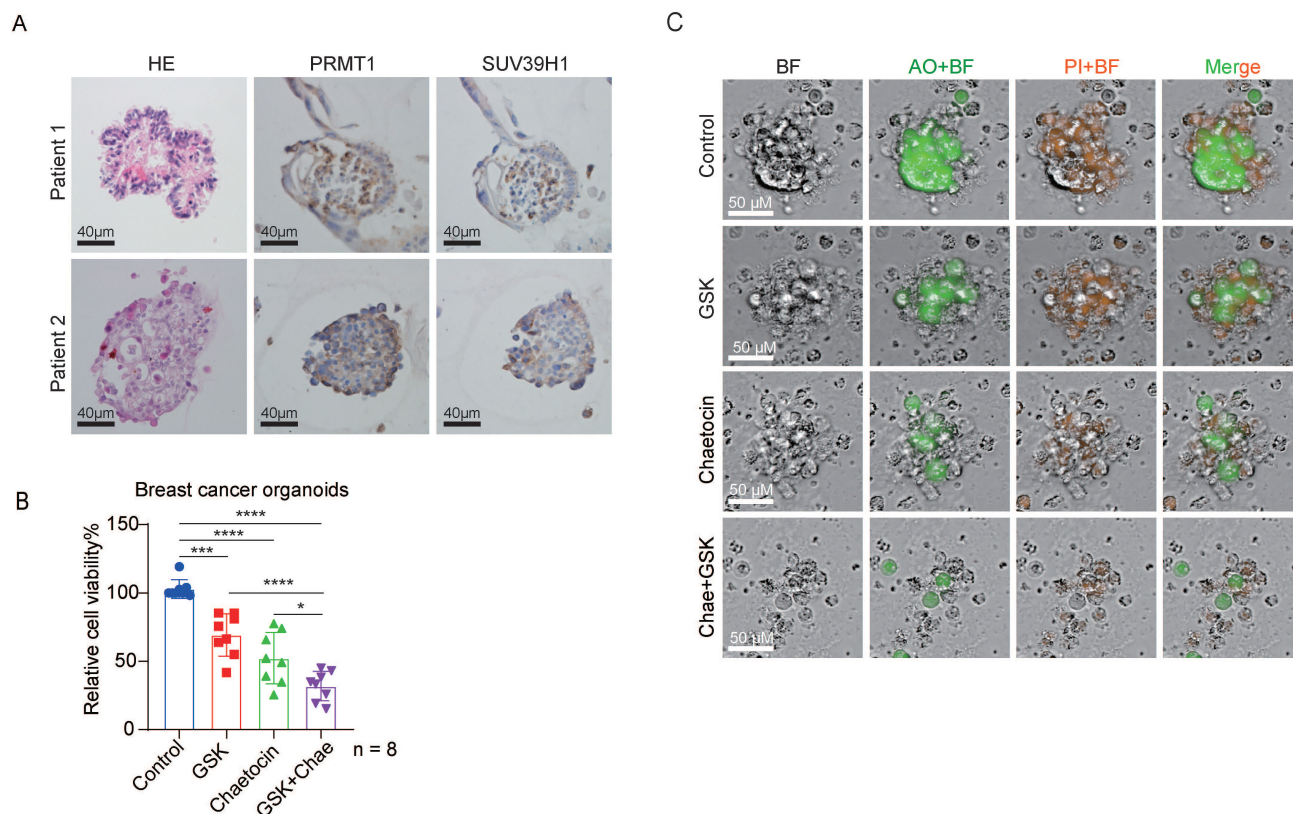 A
HE PRMT1 SUV39H1
Patient 1
40μm 40μm 40μm
Patient 2
40μm 40μm 40μm
B
Breast cancer organoids
Relative cell viability%
150
100
50
0
****
****
***
****
*
Control GSK Chaetocin GSK+Chae
n = 8
C
BF AO+BF PI+BF Merge
Control
50 μM
GSK
50 μM
Chaetocin
50 μM
Chae+GSK
50 μM